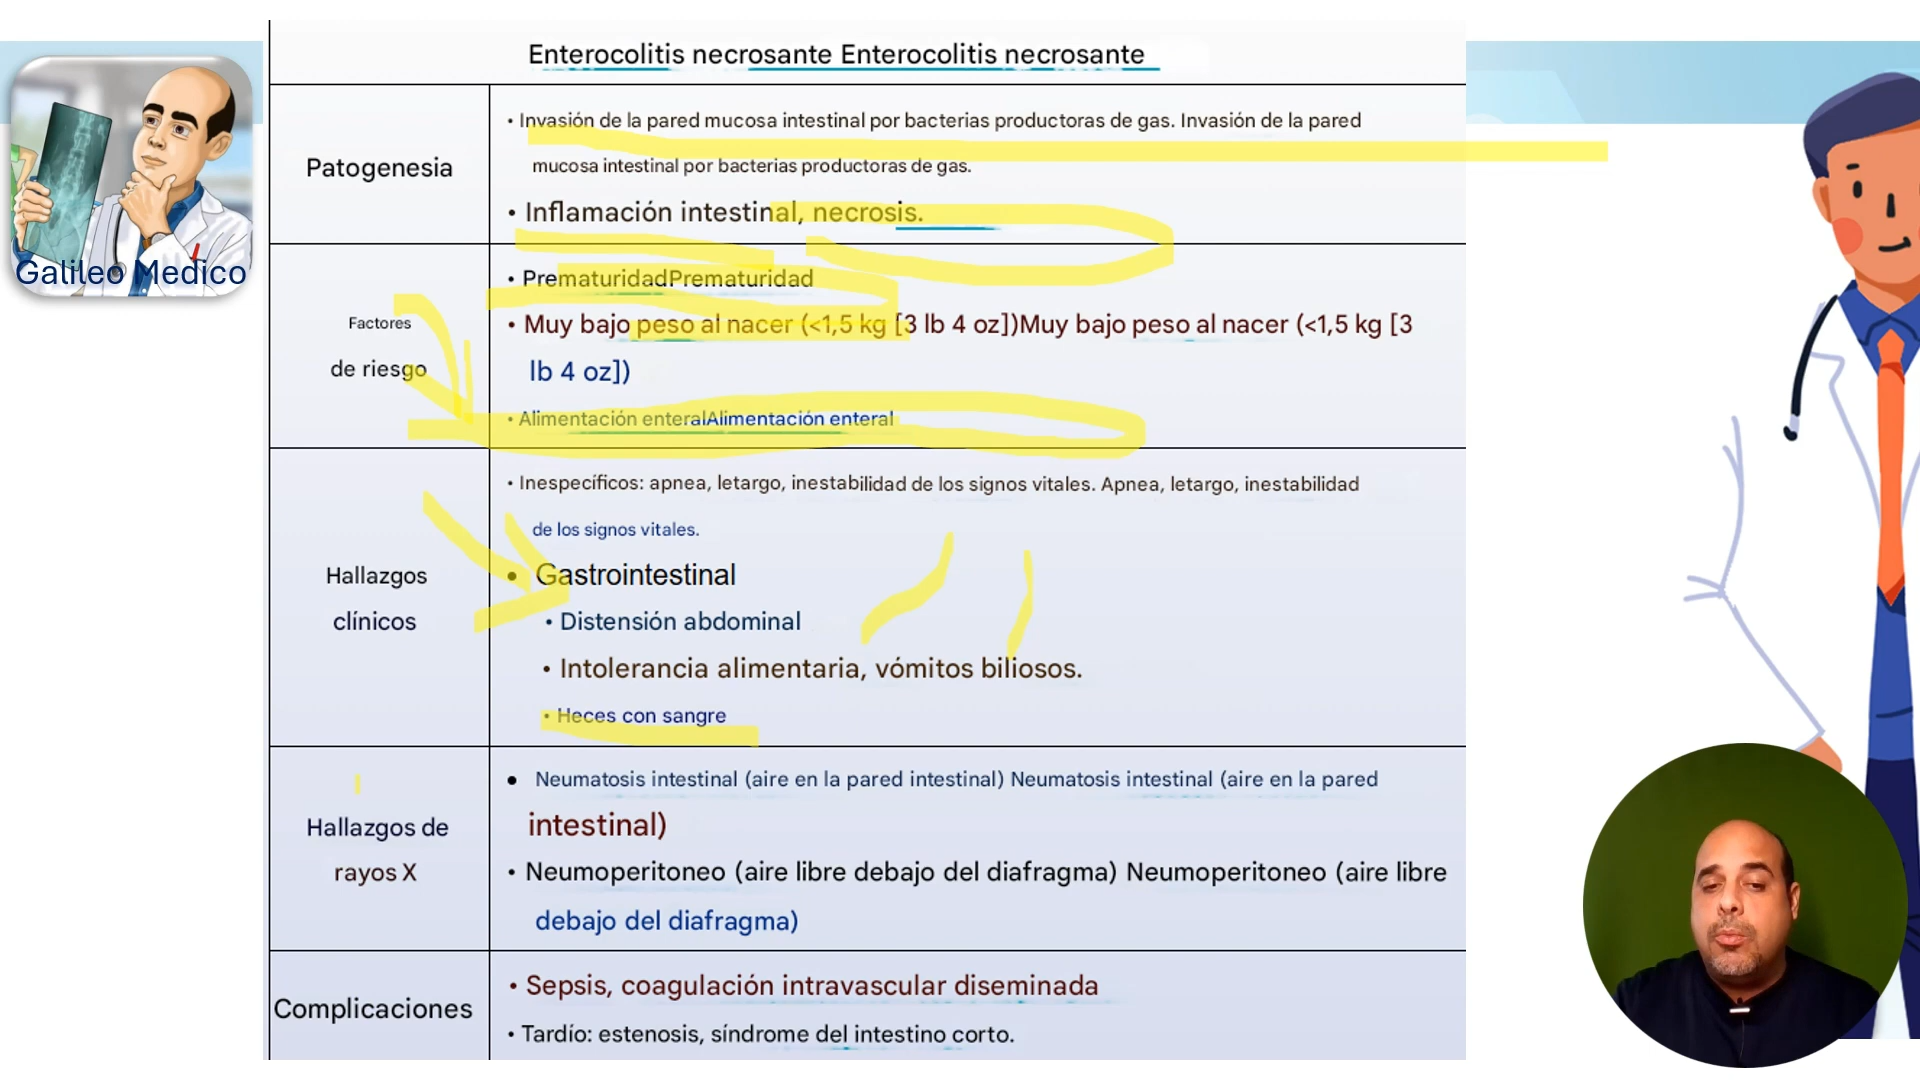 Enterocolitis necrosante Enterocolitis necrosante
Patogenesia
• Invasión de la pared mucosa intestinal por bacterias productoras de gas. Invasión de la pared
mucosa intestinal por bacterias productoras de gas.
• Inflamación intestinal, necrosis.
Galileo Medico
Factores
de riesgo
• PrematuridadPrematuridad
• Muy bajo peso al nacer (<1,5 kg [3 lb 4 oz])Muy bajo peso al nacer (<1,5 kg [3
lb 4 oz])
• Alimentación enteralAlimentación enteral
Hallazgos
clínicos
• Inespecíficos: apnea, letargo, inestabilidad de los signos vitales. Apnea, letargo, inestabilidad
de los signos vitales.
• Gastrointestinal
• Distensión abdominal
• Intolerancia alimentaria, vómitos biliosos.
• Heces con sangre
Hallazgos de
rayos X
• Neumatosis intestinal (aire en la pared intestinal) Neumatosis intestinal (aire en la pared
intestinal)
• Neumoperitoneo (aire libre debajo del diafragma) Neumoperitoneo (aire libre
debajo del diafragma)
Complicaciones
• Sepsis, coagulación intravascular diseminada
• Tardío: estenosis, síndrome del intestino corto.